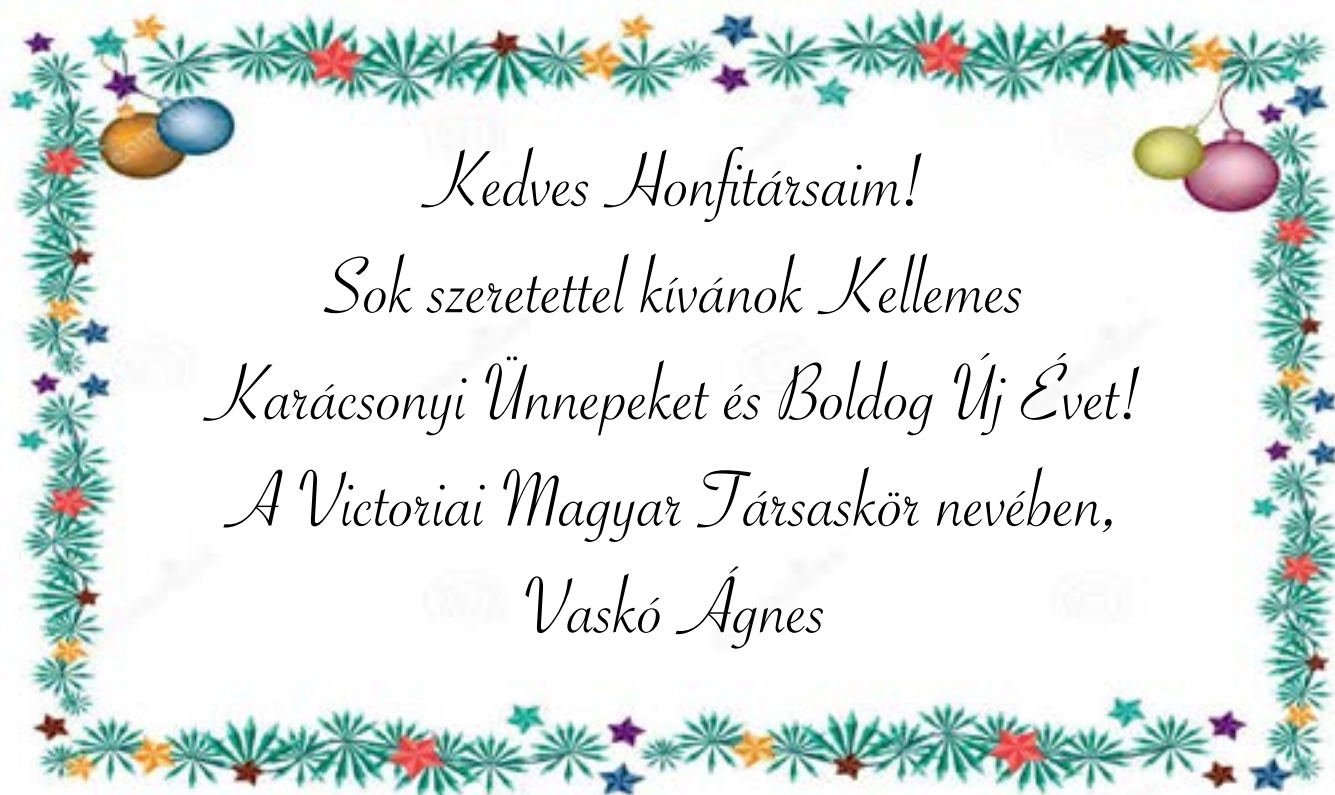 Kedves Honfitársaim!
Sok szeretettel kívánok Kellemes
Karácsonyi Ünnepeket és Boldog Új Évet!
A Victoriai Magyar Társaskör nevében,
Vaskó Ágnes